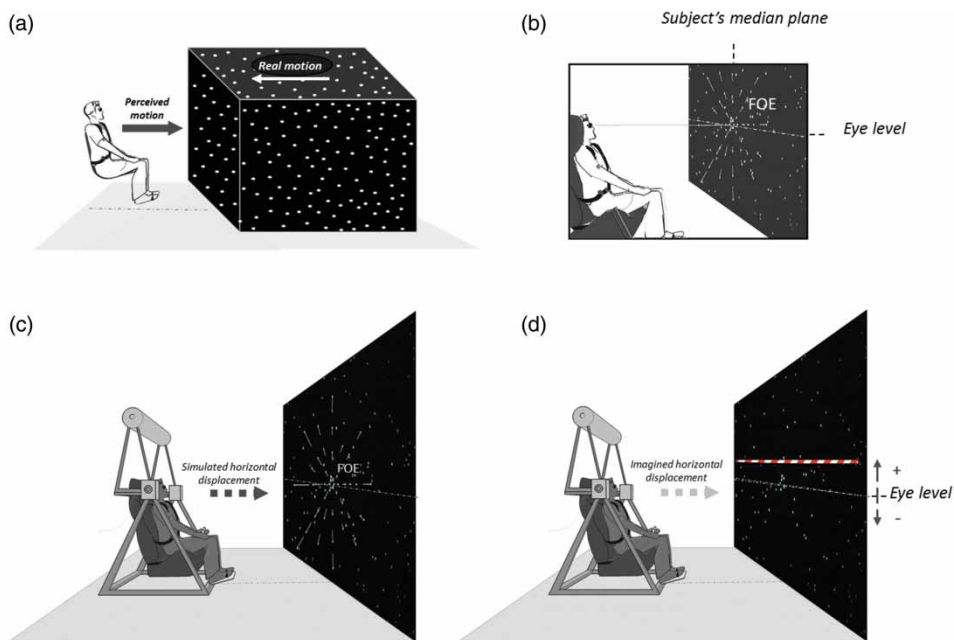 (a)
Real motion
Perceived
motion
(b)
Subject's median plane
FOE
Eye level
(c)
Simulated horizontal
displacement
FOE
(d)
Imagined horizontal
displacement
+
Eye level
-